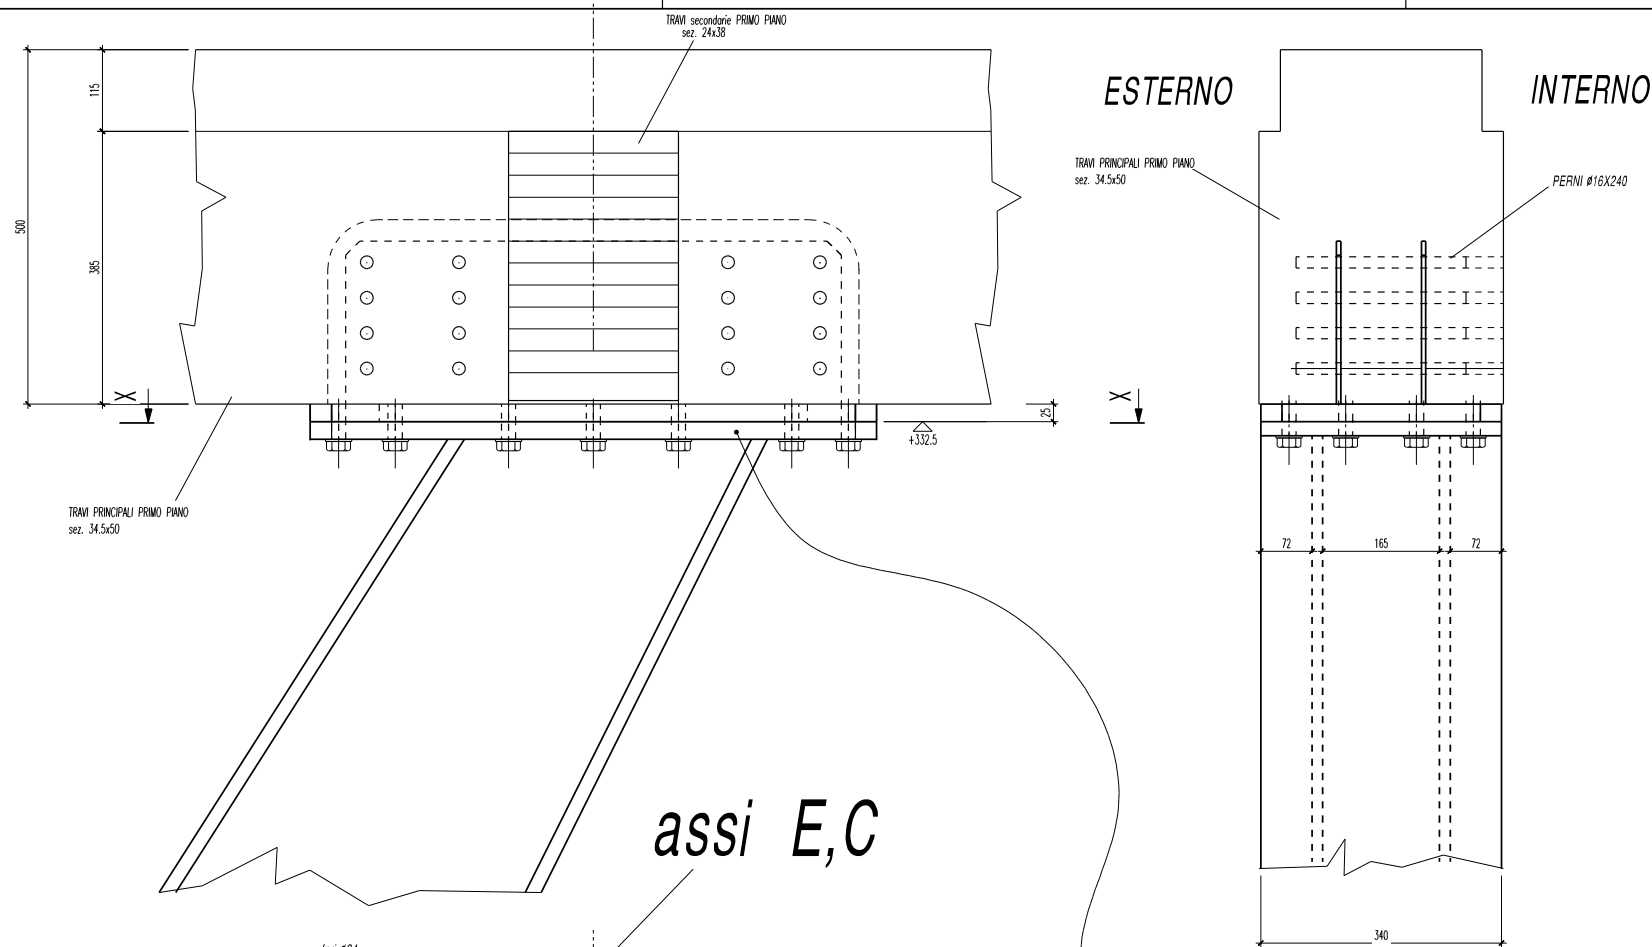 TRAVI secondarie PRIMO PIANO
sez. 24x38
ESTERNO
INTERNO
115
TRAVI PRINCIPALI PRIMO PIANO
sez. 34.5x50
PERNI ø16X240
500
385
X
X
25
+332.5
TRAVI PRINCIPALI PRIMO PIANO
sez. 34.5x50
72
165
72
assi E,C
340